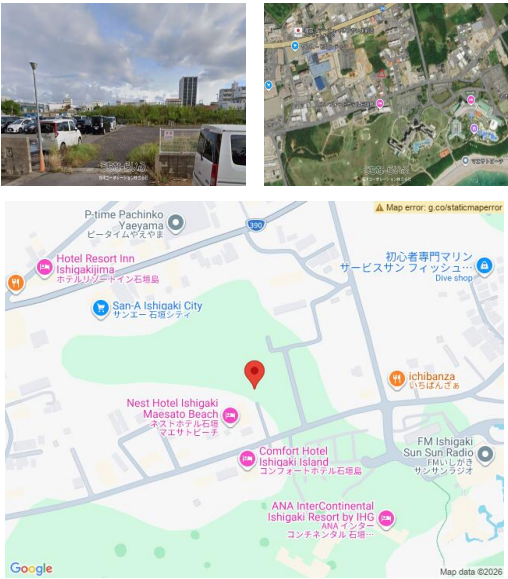 P-time Pachinko
Yaeyama
ピータイムやえやま
390
Map error: g.co/staticmaperror
Hotel Resort Inn
Ishigakijima
ホテルリゾートイン石垣島
初心者専門マリン
サービスサン フィッシュ…
Dive shop
San-A Ishigaki City
サンエー 石垣シティ
ichibanza
いちばんざぁ
Nest Hotel Ishigaki
Maesato Beach
ネストホテル石垣
マエサトビーチ
FM Ishigaki
Sun Sun Radio
FMいしがき
サンサンラジオ
Comfort Hotel
Ishigaki Island
コンフォートホテル石垣島
ANA InterContinental
Ishigaki Resort by IHG
ANA インター
コンチネンタル 石垣…
Google
Map data ©2026
マエサトビーチ